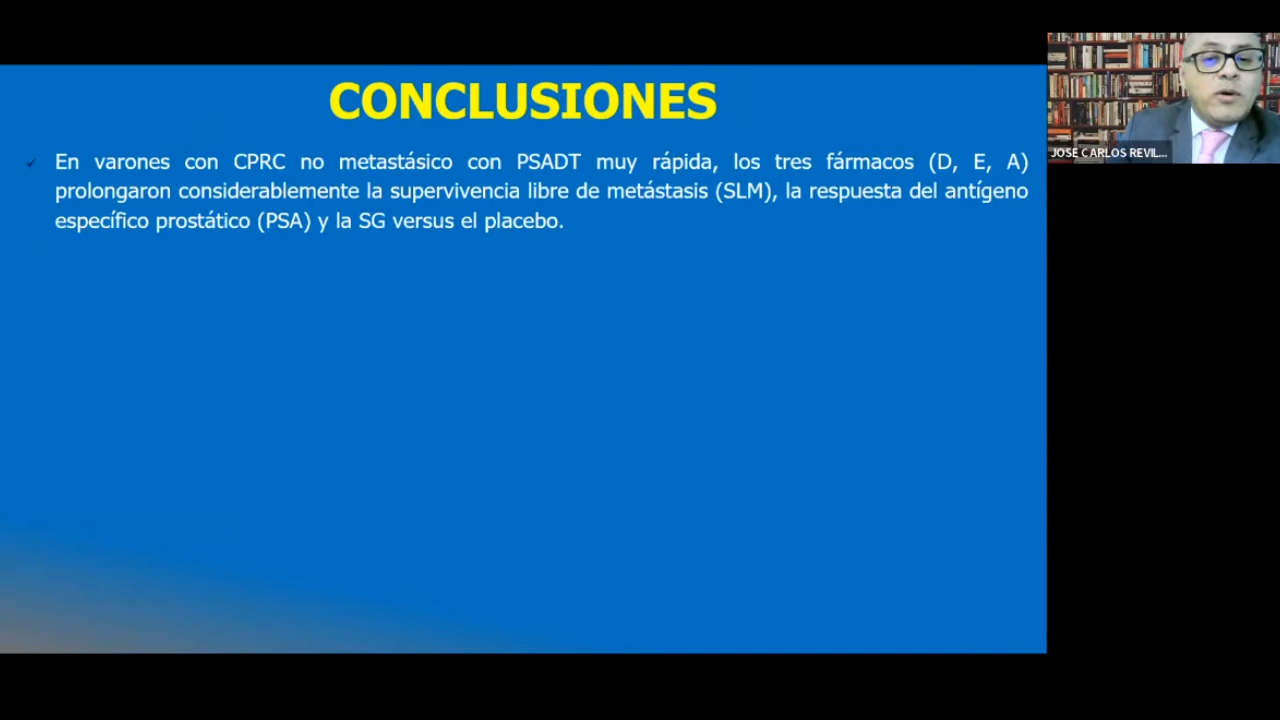 CONCLUSIONES
✓ En varones con CPRC no metastásico con PSADT muy rápida, los tres fármacos (D, E, A)
prolongaron considerablemente la supervivencia libre de metástasis (SLM), la respuesta del antígeno
específico prostático (PSA) y la SG versus el placebo.
JOSE CARLOS REVIL...